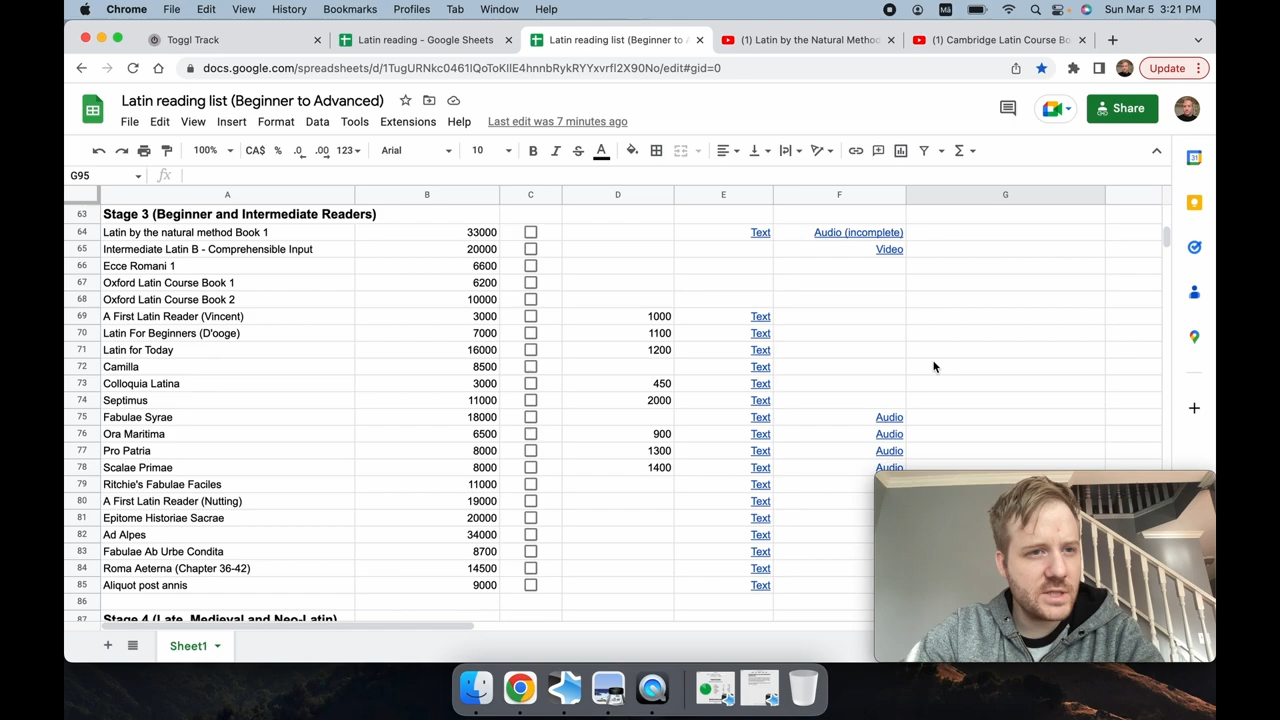 Chrome File Edit View History Bookmarks Profiles Tab Window Help Sun Mar 5 3:21 PM
Toggl Track Latin reading - Google Sheets Latin reading list (Beginner to A (1) Latin by the Natural Method (1) Cambridge Latin Course Bo
docs.google.com/spreadsheets/d/1TugURNkc0461IQoToKIE4hnnbRykRYYxvrfI2X90No/edit#gid=0 Update
Latin reading list (Beginner to Advanced)
Share
File Edit View Insert Format Data Tools Extensions Help Last edit was 7 minutes ago
100% CA$ % .0 .00 123 Arial 10 B I S A
G95 fx
A B C D E F G
63 Stage 3 (Beginner and Intermediate Readers)
64 Latin by the natural method Book 1 33000 Text Audio (incomplete)
65 Intermediate Latin B - Comprehensible Input 20000 Video
66 Ecce Romani 1 6600
67 Oxford Latin Course Book 1 6200
68 Oxford Latin Course Book 2 10000
69 A First Latin Reader (Vincent) 3000 1000 Text
70 Latin For Beginners (D'ooge) 7000 1100 Text
71 Latin for Today 16000 1200 Text
72 Camilla 8500 Text
73 Colloquia Latina 3000 450 Text
74 Septimus 11000 2000 Text
75 Fabulae Syrae 18000 Text Audio
76 Ora Maritima 6500 900 Text Audio
77 Pro Patria 8000 1300 Text Audio
78 Scalae Primae 8000 1400 Text Audio
79 Ritchie's Fabulae Faciles 11000 Text
80 A First Latin Reader (Nutting) 19000 Text
81 Epitome Historiae Sacrae 20000 Text
82 Ad Alpes 34000 Text
83 Fabulae Ab Urbe Condita 8700 Text
84 Roma Aeterna (Chapter 36-42) 14500 Text
85 Aliquot post annis 9000 Text
86
87 Stage 4 (Late, Medieval and Neo-Latin)
Sheet1